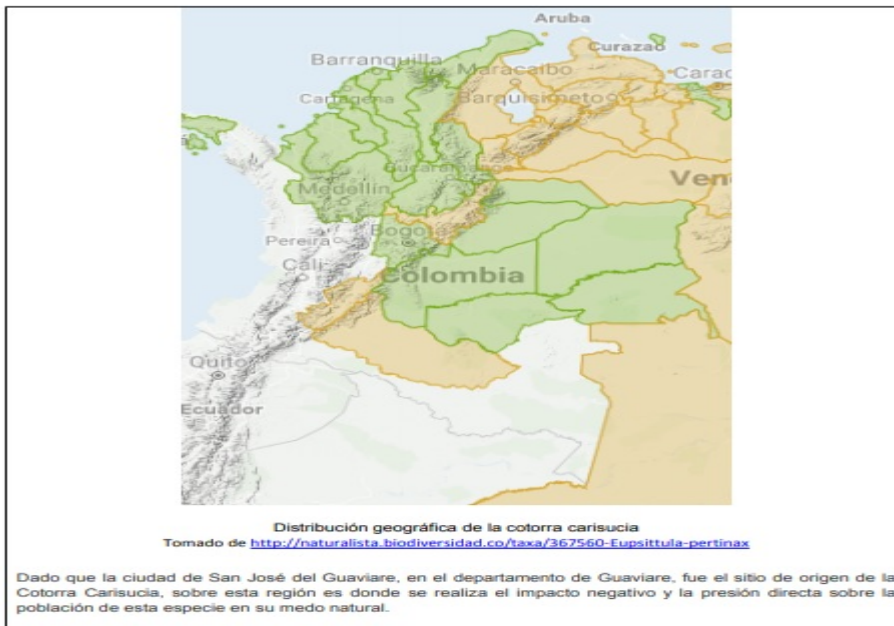 Aruba
Curazao
Barranquilla
Maracaibo
Carac
Cartagena
Barquisimeto
Bucaraman
Ven
Medellín
Pereira
Bogota
Cali
Colombia
Quito
Ecuador
Distribución geográfica de la cotorra carisucia
Tomado de http://naturalista.biodiversidad.co/taxa/367560-Eupsittula-pertinax
Dado que la ciudad de San José del Guaviare, en el departamento de Guaviare, fue el sitio de origen de la
Cotorra Carisucia, sobre esta región es donde se realiza el impacto negativo y la presión directa sobre la
población de esta especie en su medo natural.